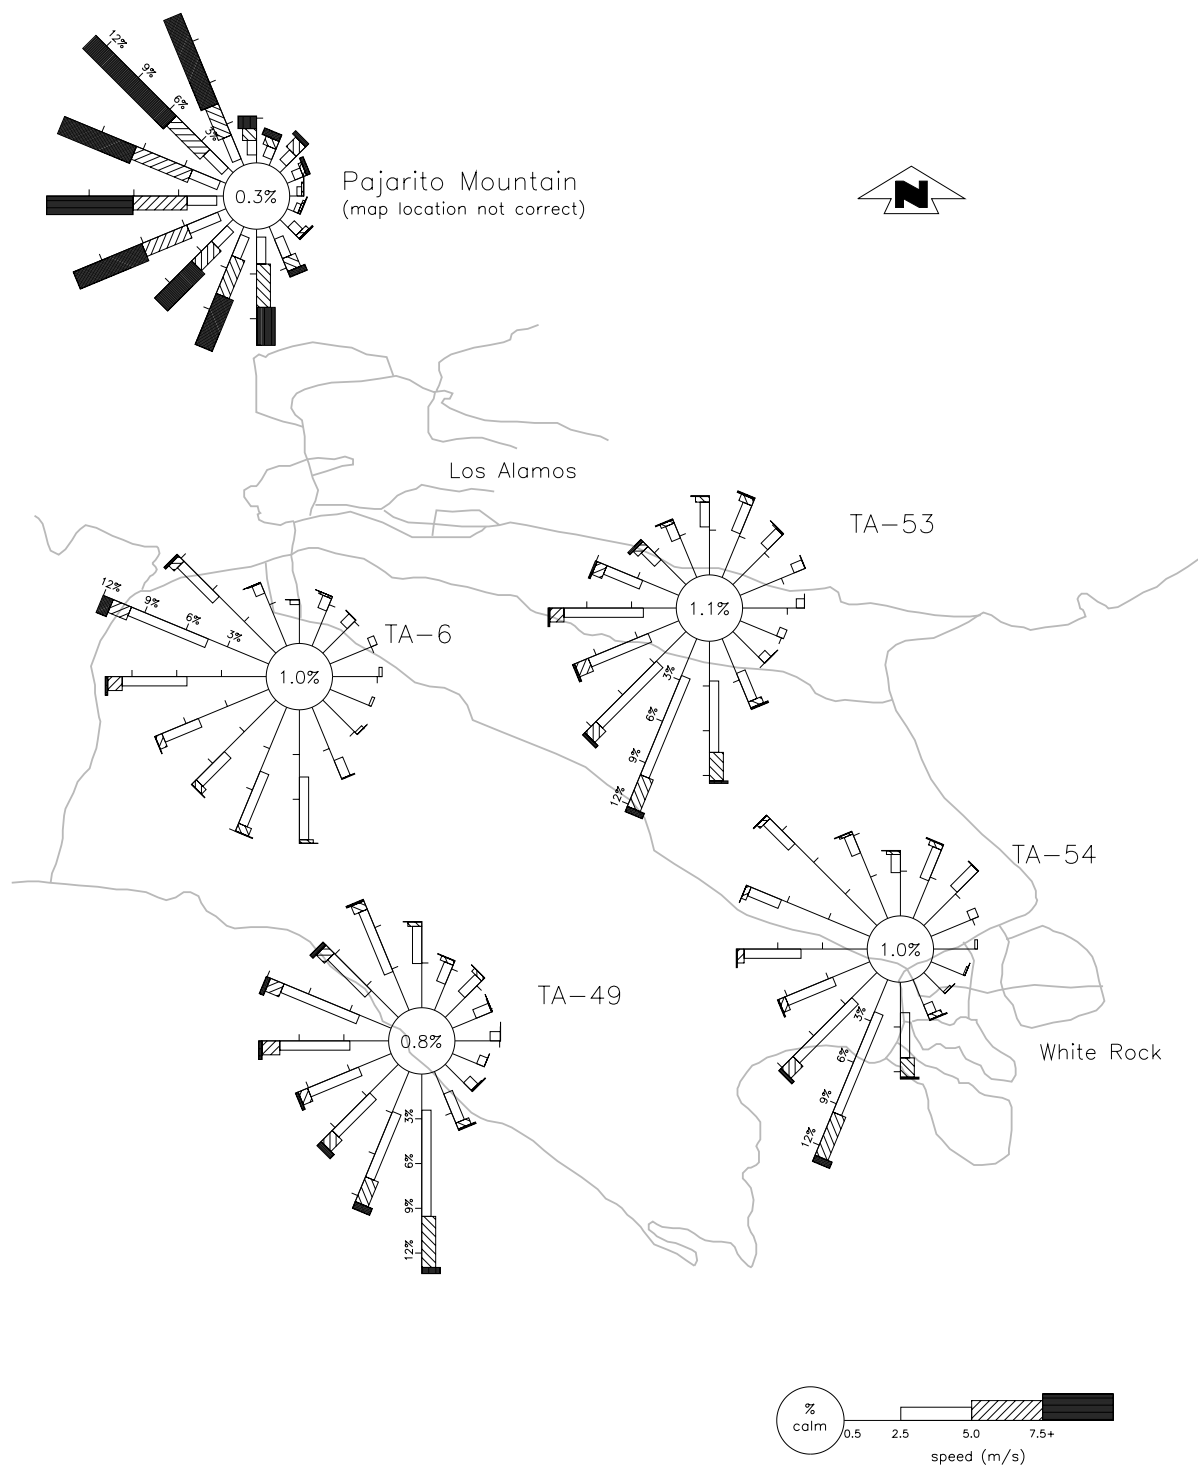 12%
9%
6%
3%
0.3%
Pajarito Mountain
(map location not correct)
N
Los Alamos
TA-53
1.1%
3%
6%
9%
12%
12%
9%
6%
3%
TA-6
1.0%
TA-54
1.0%
3%
6%
9%
12%
White Rock
TA-49
0.8%
3%
6%
9%
12%
%
calm
0.5 2.5 5.0 7.5+
speed (m/s)